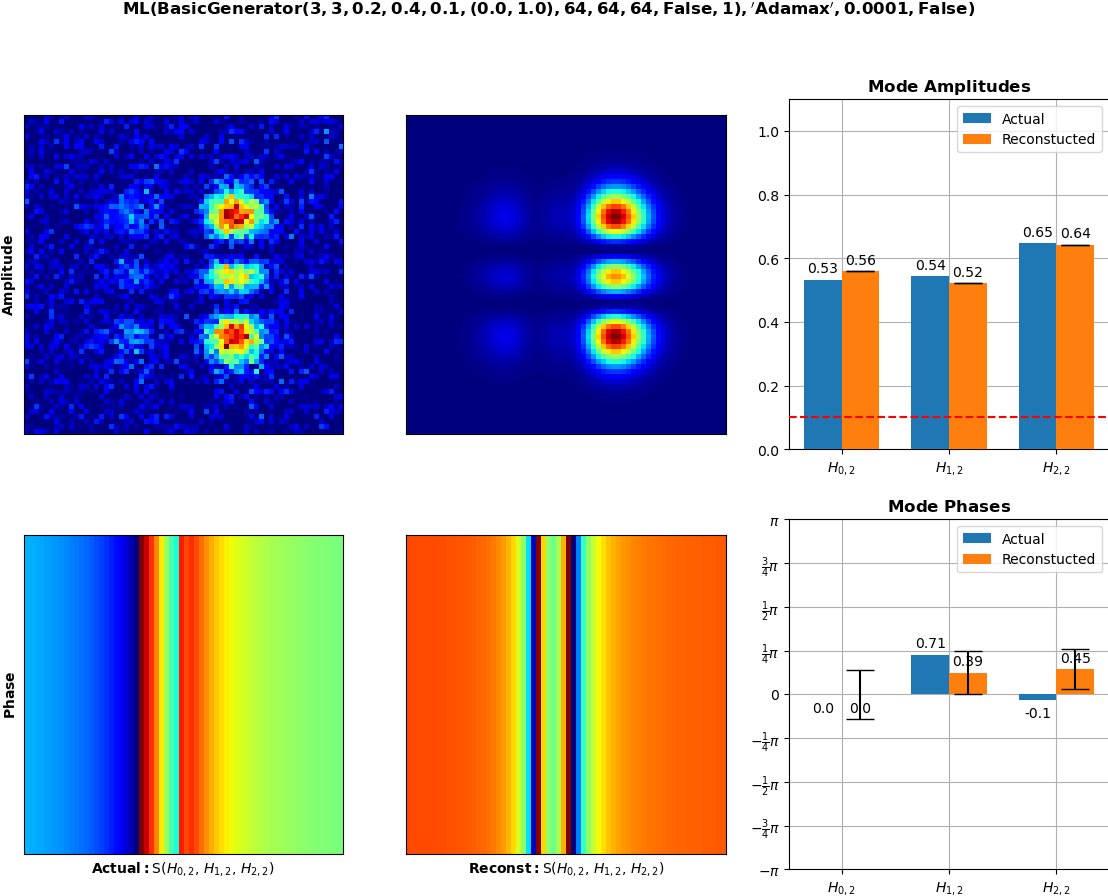 ML(BasicGenerator(3, 3, 0.2, 0.4, 0.1, (0.0, 1.0), 64, 64, 64, False, 1), ′Adamax′, 0.0001, False)
Amplitude
Mode Amplitudes
Actual
Reconstucted
1.0
0.8
0.6
0.4
0.2
0.0
0.53
0.56
0.54
0.52
0.65
0.64
H0, 2
H1, 2
H2, 2
Phase
Actual: S(H0, 2, H1, 2, H2, 2)
Reconst: S(H0, 2, H1, 2, H2, 2)
Mode Phases
Actual
Reconstucted
π
3/4π
1/2π
1/4π
0
−1/4π
−1/2π
−3/4π
−π
0.0
0.0
0.71
0.39
-0.1
0.45
H0, 2
H1, 2
H2, 2